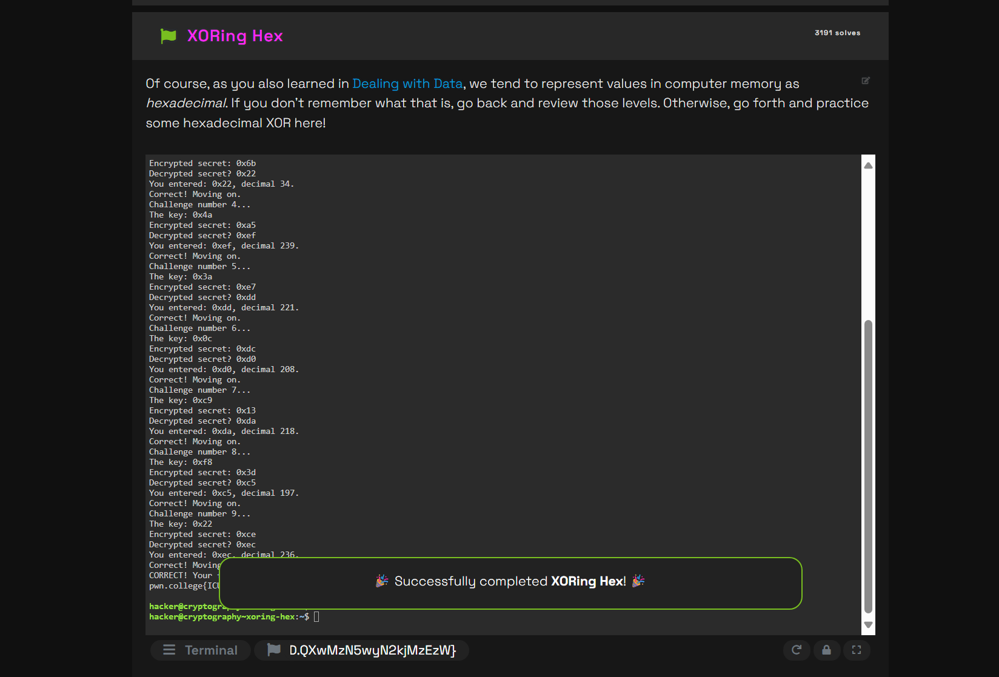 XORing Hex
3191 solves
Of course, as you also learned in Dealing with Data, we tend to represent values in computer memory as
hexadecimal. If you don't remember what that is, go back and review those levels. Otherwise, go forth and practice
some hexadecimal XOR here!
Encrypted secret: 0x6b
Decrypted secret? 0x22
You entered: 0x22, decimal 34.
Correct! Moving on.
Challenge number 4...
The key: 0x4a
Encrypted secret: 0xa5
Decrypted secret? 0xef
You entered: 0xef, decimal 239.
Correct! Moving on.
Challenge number 5...
The key: 0x3a
Encrypted secret: 0xe7
Decrypted secret? 0xdd
You entered: 0xdd, decimal 221.
Correct! Moving on.
Challenge number 6...
The key: 0x0c
Encrypted secret: 0xdc
Decrypted secret? 0xd0
You entered: 0xd0, decimal 208.
Correct! Moving on.
Challenge number 7...
The key: 0xc9
Encrypted secret: 0x13
Decrypted secret? 0xda
You entered: 0xda, decimal 218.
Correct! Moving on.
Challenge number 8...
The key: 0xf8
Encrypted secret: 0x3d
Decrypted secret? 0xc5
You entered: 0xc5, decimal 197.
Correct! Moving on.
Challenge number 9...
The key: 0x22
Encrypted secret: 0xce
Decrypted secret? 0xec
You entered: 0xec, decimal 236.
Correct! Moving
CORRECT! Your
pwn.college{IC
🎉 Successfully completed XORing Hex! 🎉
hacker@cryptogra
hacker@cryptography~xoring-hex:~$
Terminal
D.QXwMzN5wyN2kjMzEzW}